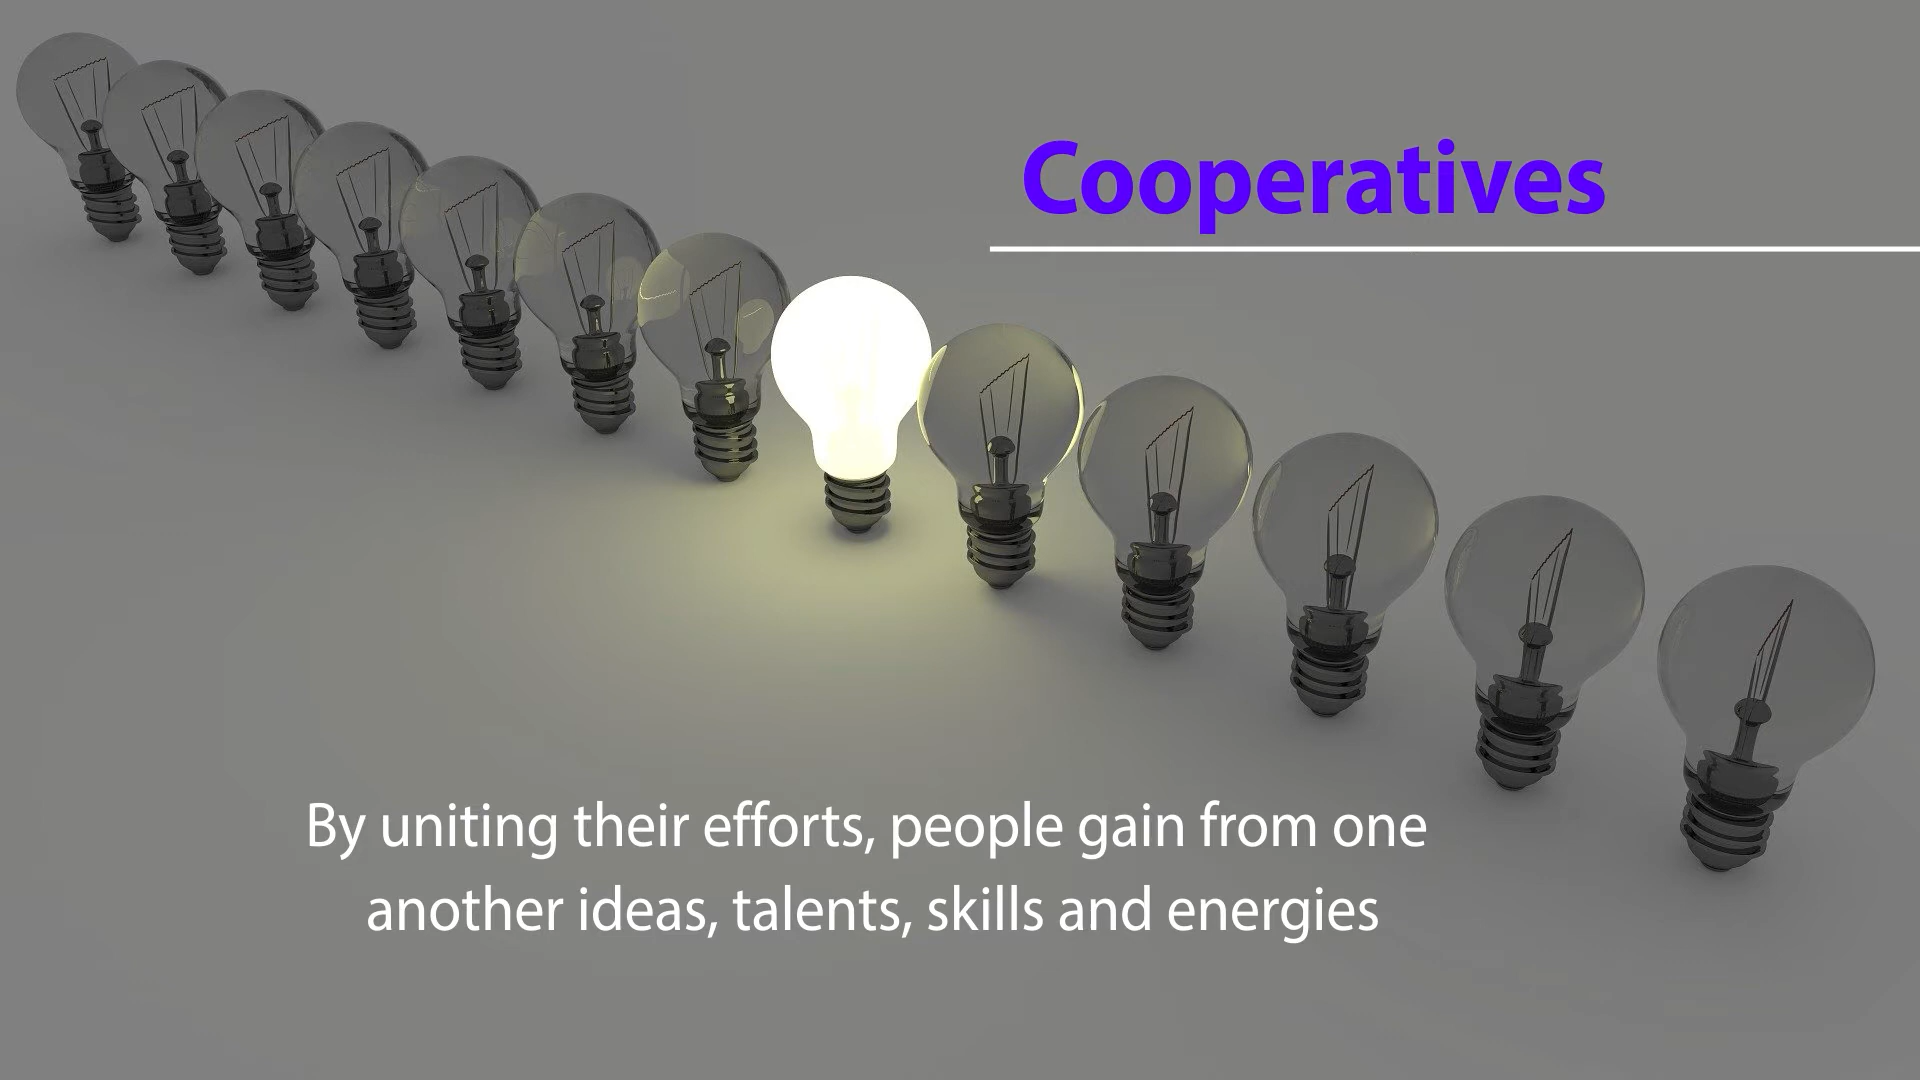 Cooperatives
By uniting their efforts, people gain from one
another ideas, talents, skills and energies